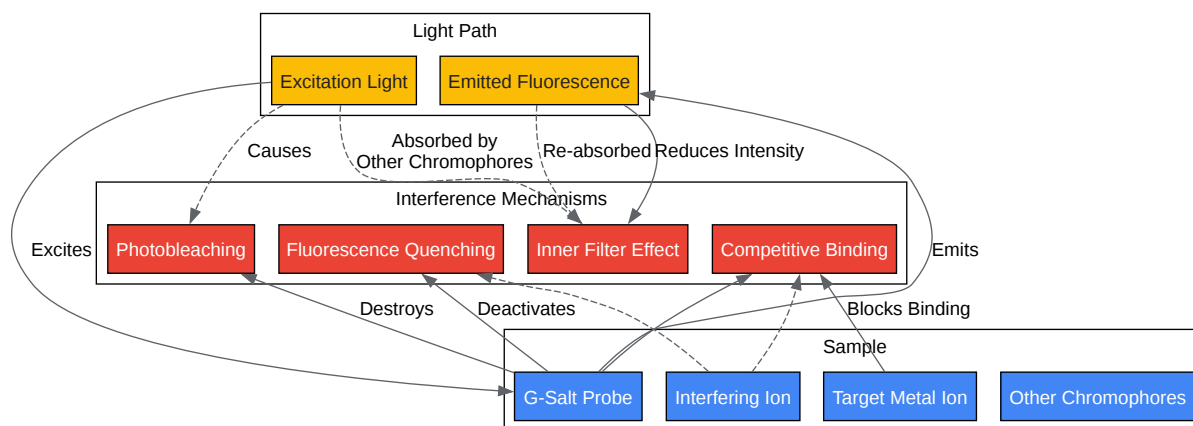 Light Path
Excitation Light
Emitted Fluorescence
Causes
Absorbed by
Other Chromophores
Re-absorbed
Reduces Intensity
Interference Mechanisms
Photobleaching
Fluorescence Quenching
Inner Filter Effect
Competitive Binding
Excites
Emits
Destroys
Deactivates
Blocks Binding
Sample
G-Salt Probe
Interfering Ion
Target Metal Ion
Other Chromophores